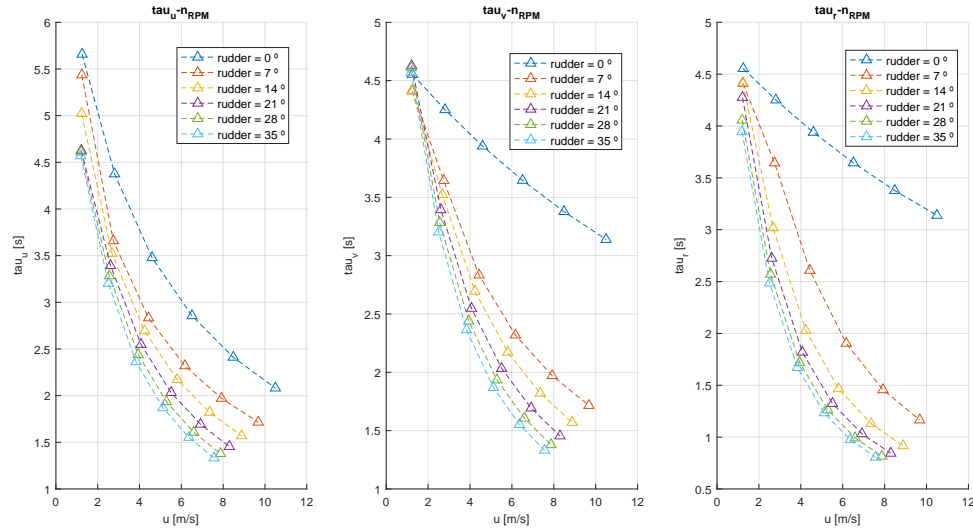 tau_u-n_RPM
6
5.5
5
4.5
4
3.5
3
2.5
2
1.5
1
0 2 4 6 8 10 12
tau_u [s]
u [m/s]
rudder = 0 º
rudder = 7 º
rudder = 14 º
rudder = 21 º
rudder = 28 º
rudder = 35 º
tau_v-n_RPM
5
4.5
4
3.5
3
2.5
2
1.5
1
0 2 4 6 8 10 12
tau_v [s]
u [m/s]
rudder = 0 º
rudder = 7 º
rudder = 14 º
rudder = 21 º
rudder = 28 º
rudder = 35 º
tau_r-n_RPM
5
4.5
4
3.5
3
2.5
2
1.5
1
0.5
0 2 4 6 8 10 12
tau_r [s]
u [m/s]
rudder = 0 º
rudder = 7 º
rudder = 14 º
rudder = 21 º
rudder = 28 º
rudder = 35 º